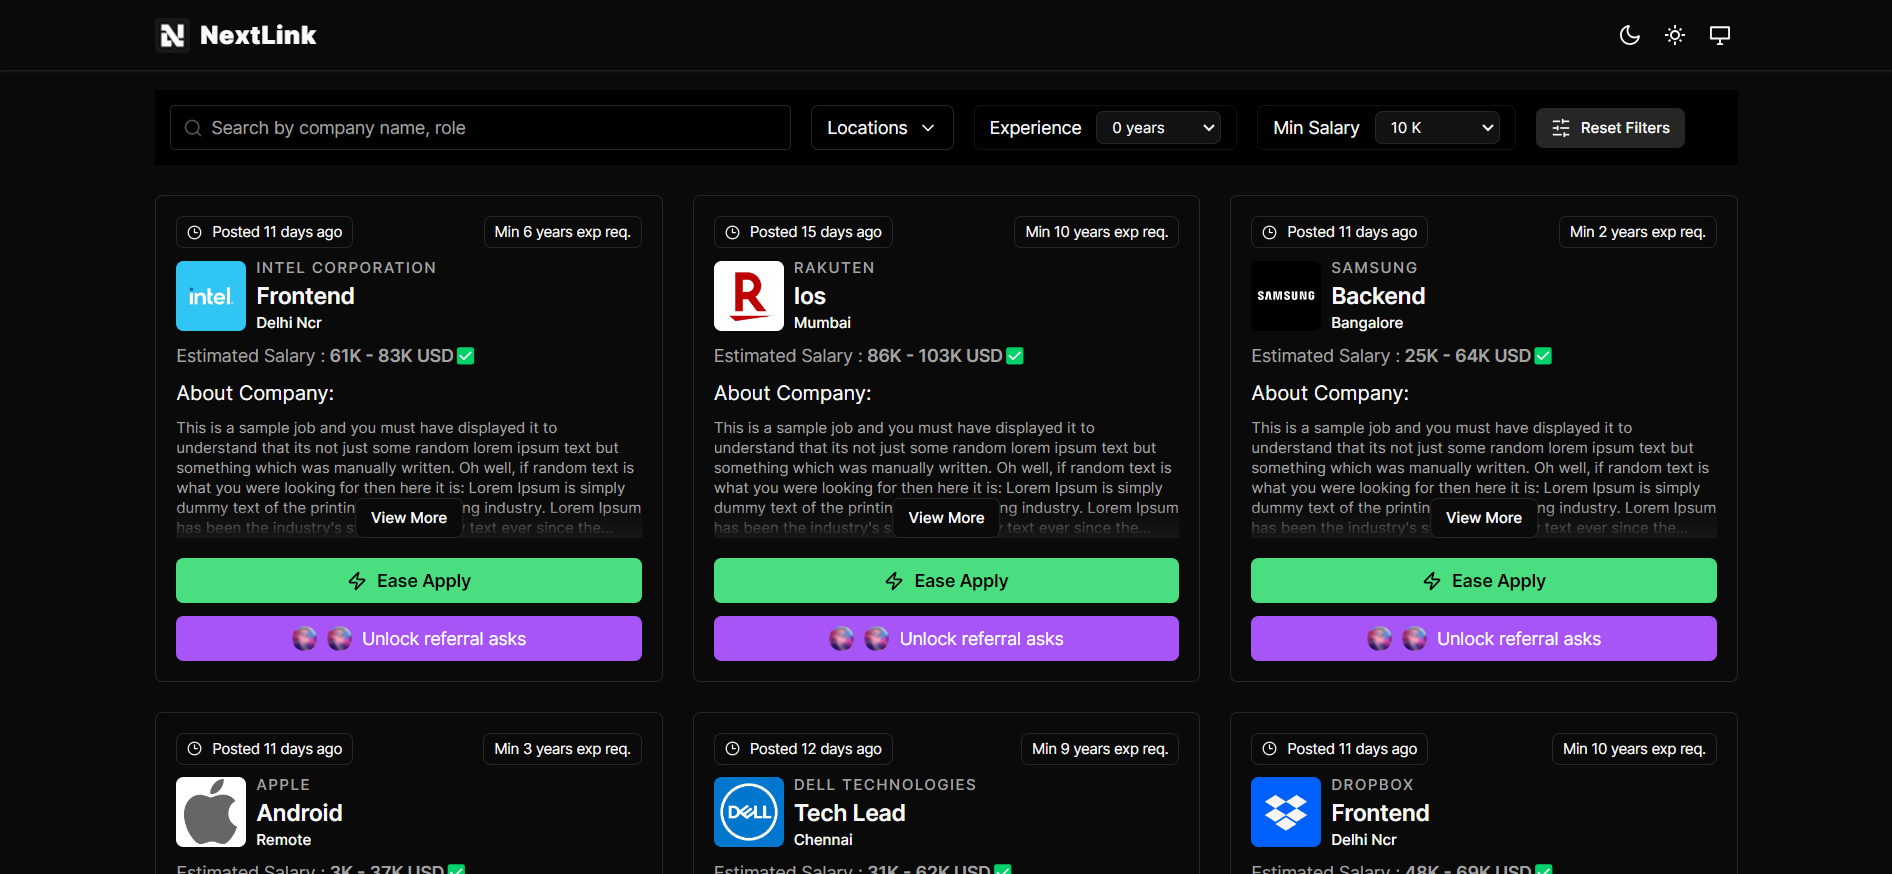 NextLink
Search by company name, role
Locations
Experience
0 years
Min Salary
10 K
Reset Filters
Posted 11 days ago
Min 6 years exp req.
intel.
INTEL CORPORATION
Frontend
Delhi Ncr
Estimated Salary : 61K - 83K USD✅
About Company:
This is a sample job and you must have displayed it to
understand that its not just some random lorem ipsum text but
something which was manually written. Oh well, if random text is
what you were looking for then here it is: Lorem Ipsum is simply
dummy text of the printin
ng industry. Lorem Ipsum
has been the industry's s
text ever since the...
View More
Ease Apply
Unlock referral asks
Posted 15 days ago
Min 10 years exp req.
R
RAKUTEN
Ios
Mumbai
Estimated Salary : 86K - 103K USD✅
About Company:
This is a sample job and you must have displayed it to
understand that its not just some random lorem ipsum text but
something which was manually written. Oh well, if random text is
what you were looking for then here it is: Lorem Ipsum is simply
dummy text of the printin
ng industry. Lorem Ipsum
has been the industry's s
text ever since the...
View More
Ease Apply
Unlock referral asks
Posted 11 days ago
Min 2 years exp req.
SAMSUNG
SAMSUNG
Backend
Bangalore
Estimated Salary : 25K - 64K USD✅
About Company:
This is a sample job and you must have displayed it to
understand that its not just some random lorem ipsum text but
something which was manually written. Oh well, if random text is
what you were looking for then here it is: Lorem Ipsum is simply
dummy text of the printin
ng industry. Lorem Ipsum
has been the industry's s
text ever since the...
View More
Ease Apply
Unlock referral asks
Posted 11 days ago
Min 3 years exp req.
APPLE
Android
Remote
Estimated Salary : 3K - 37K USD✅
Posted 12 days ago
Min 9 years exp req.
DELL
DELL TECHNOLOGIES
Tech Lead
Chennai
Estimated Salary : 31K - 62K USD✅
Posted 11 days ago
Min 10 years exp req.
DROPBOX
Frontend
Delhi Ncr
Estimated Salary : 48K - 69K USD✅